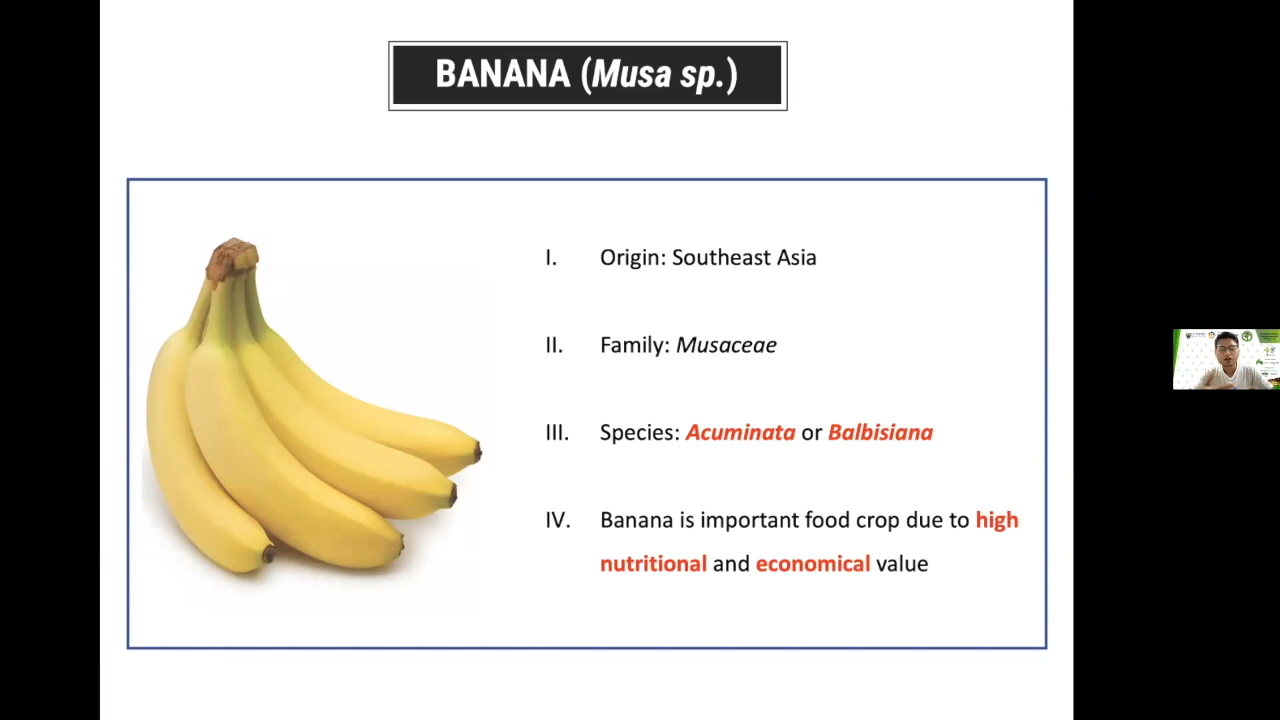 BANANA (Musa sp.)
I. Origin: Southeast Asia
II. Family: Musaceae
III. Species: Acuminata or Balbisiana
IV. Banana is important food crop due to high
nutritional and economical value